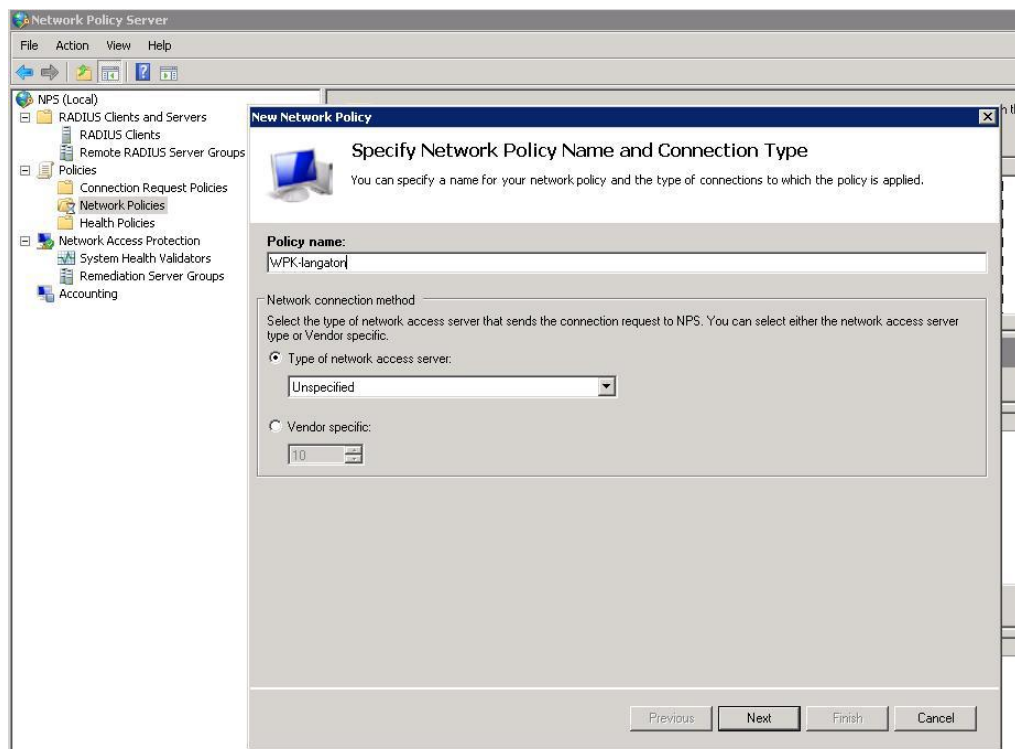 Network Policy Server
File Action View Help
NPS (Local)
RADIUS Clients and Servers
RADIUS Clients
Remote RADIUS Server Groups
Policies
Connection Request Policies
Network Policies
Health Policies
Network Access Protection
System Health Validators
Remediation Server Groups
Accounting
New Network Policy
Specify Network Policy Name and Connection Type
You can specify a name for your network policy and the type of connections to which the policy is applied.
Policy name:
WPK-langaton
Network connection method
Select the type of network access server that sends the connection request to NPS. You can select either the network access server
type or Vendor specific.
Type of network access server:
Unspecified
Vendor specific:
10
Previous Next Finish Cancel